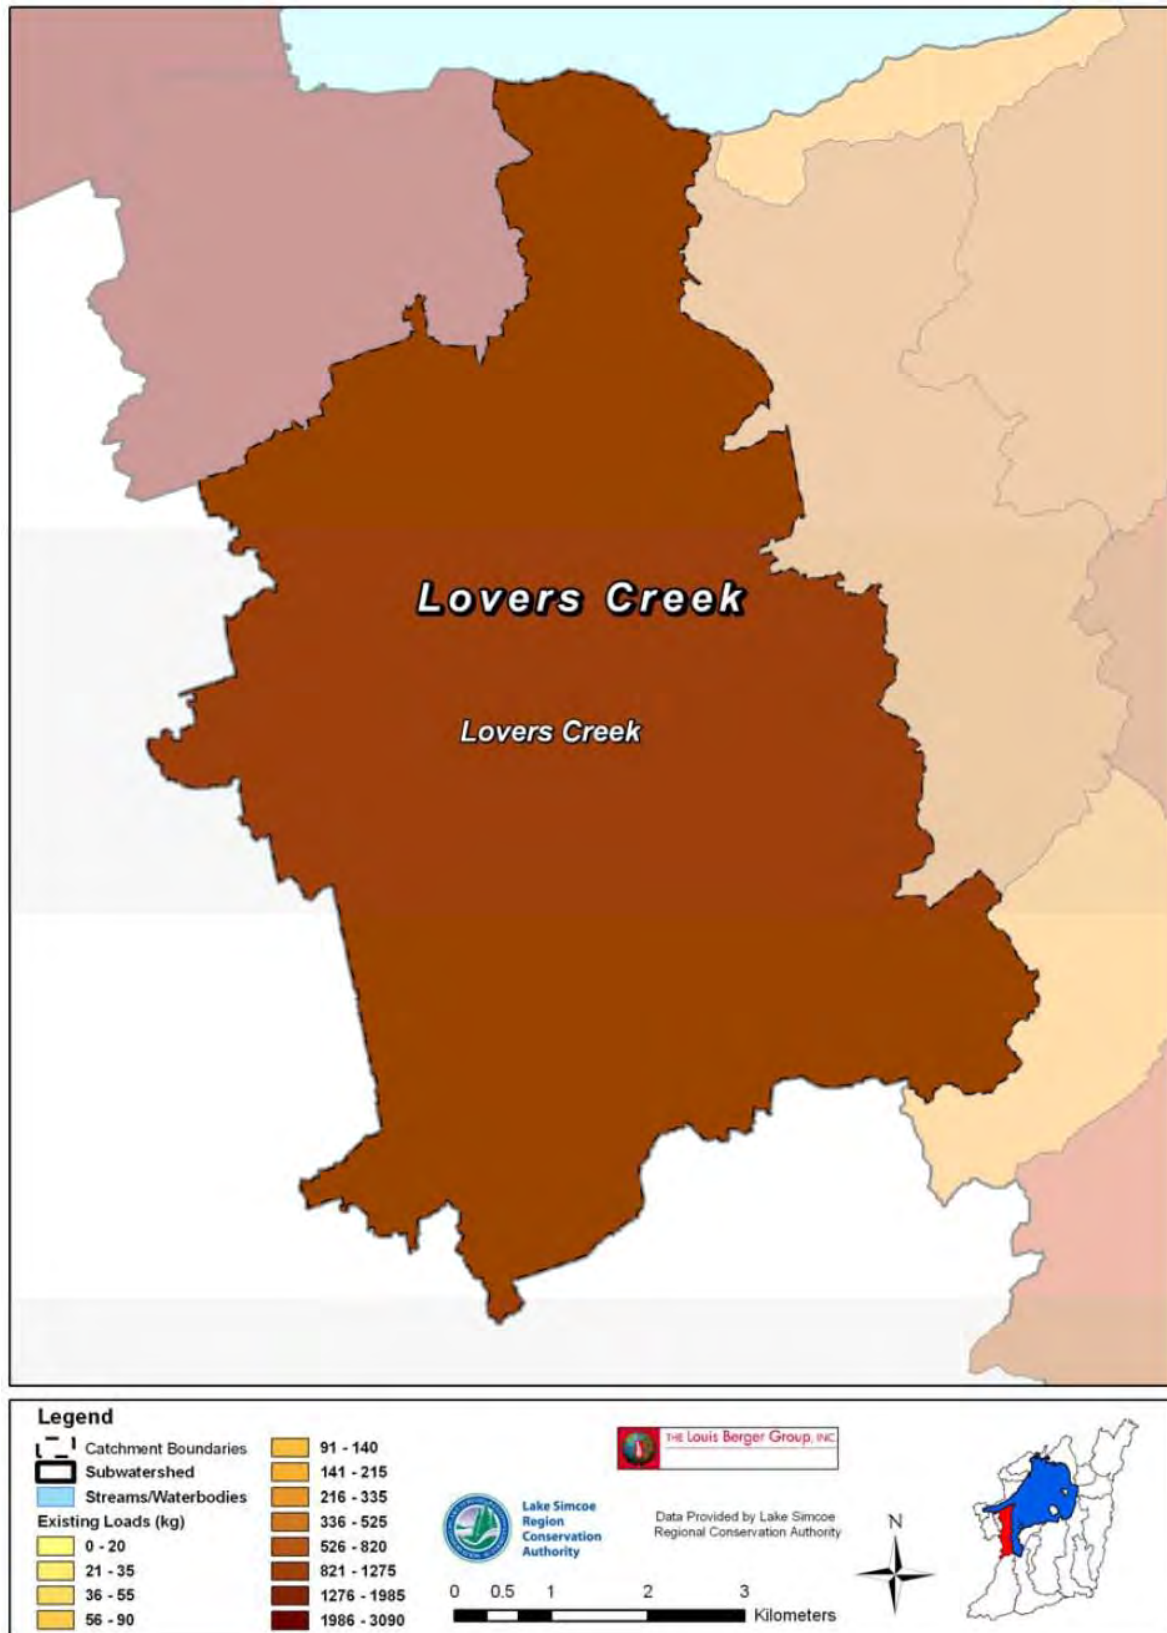 Lovers Creek
Lovers Creek
Legend
Catchment Boundaries
Subwatershed
Streams/Waterbodies
Existing Loads (kg)
0 - 20
21 - 35
36 - 55
56 - 90
91 - 140
141 - 215
216 - 335
336 - 525
526 - 820
821 - 1275
1276 - 1985
1986 - 3090
THE Louis Berger Group, INC.
Lake Simcoe
Region
Conservation
Authority
Data Provided by Lake Simcoe
Regional Conservation Authority
0 0.5 1 2 3
Kilometers
N